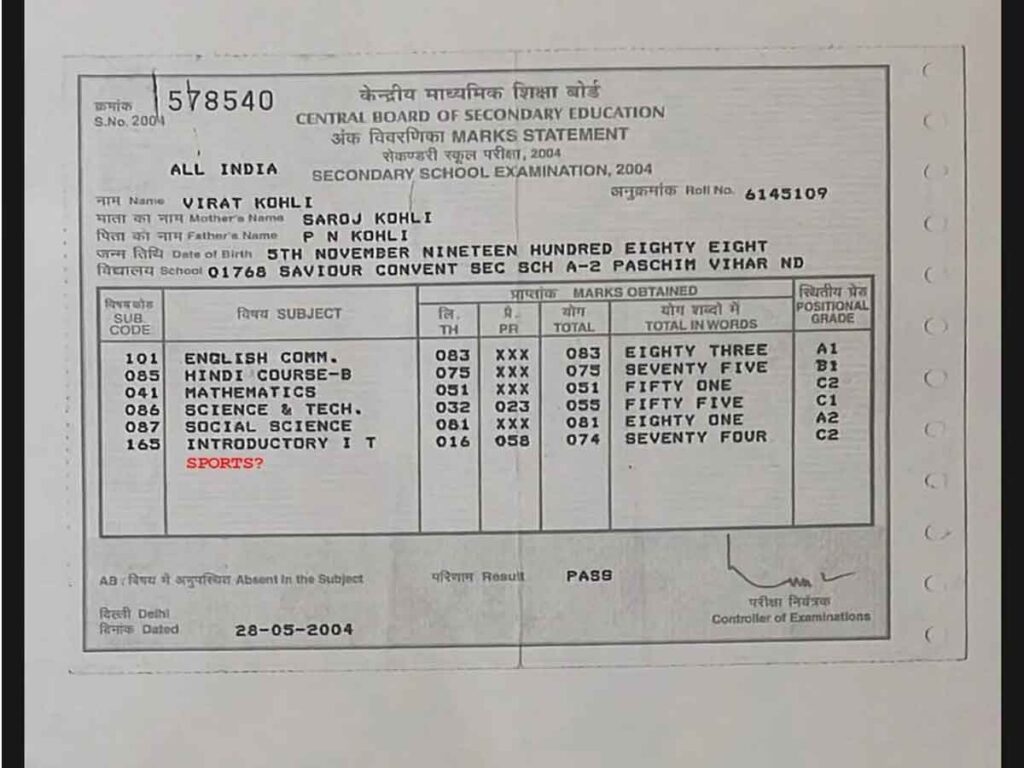 केन्द्रीय माध्यमिक शिक्षा बोर्ड
क्रमांक 578540
S.No. 2004
CENTRAL BOARD OF SECONDARY EDUCATION
अंक विवरणिका MARKS STATEMENT
सेकण्डरी स्कूल परीक्षा, 2004
ALL INDIA SECONDARY SCHOOL EXAMINATION, 2004
अनुक्रमांक Roll No. 6145109
नाम Name VIRAT KOHLI
माता का नाम Mother's Name SAROJ KOHLI
पिता का नाम Father's Name P N KOHLI
जन्म तिथि Date of Birth 5TH NOVEMBER NINETEEN HUNDRED EIGHTY EIGHT
विद्यालय School 01768 SAVIOUR CONVENT SEC SCH A-2 PASCHIM VIHAR ND
विषय कोड SUB. CODE
विषय SUBJECT
प्राप्तांक MARKS OBTAINED
लि. TH
प्रै. PR
योग TOTAL
योग शब्दो में TOTAL IN WORDS
स्थितीय ग्रेड POSITIONAL GRADE
101 ENGLISH COMM. 083 XXX 083 EIGHTY THREE A1
085 HINDI COURSE-B 075 XXX 075 SEVENTY FIVE B1
041 MATHEMATICS 051 XXX 051 FIFTY ONE C2
086 SCIENCE & TECH. 032 023 055 FIFTY FIVE C1
087 SOCIAL SCIENCE 081 XXX 081 EIGHTY ONE A2
165 INTRODUCTORY I T 016 058 074 SEVENTY FOUR C2
SPORTS?
AB : विषय में अनुपस्थित Absent in the Subject
परिणाम Result PASS
दिल्ली Delhi
दिनांक Dated 28-05-2004
परीक्षा नियंत्रक
Controller of Examinations